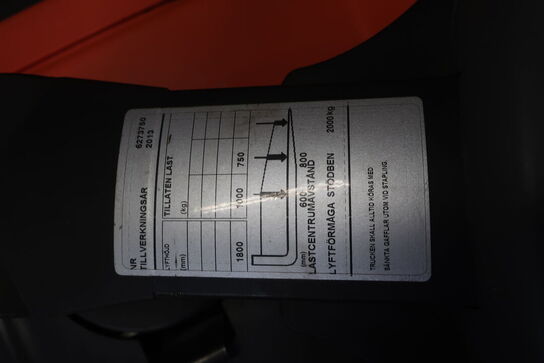 NR 6273750
TILLVERKNINGSÅR 2013
LYFTHÖJD TILLÅTEN LAST
(mm) (kg)
1800 1000 750
(mm) 600 800
LASTCENTRUMAVSTÅND
LYFTFÖRMÅGA STÖDBEN 2000kg
TRUCKEN SKALL ALLTID KÖRAS MED
SÄNKTA GAFFLAR UTOM VID STAPLING.